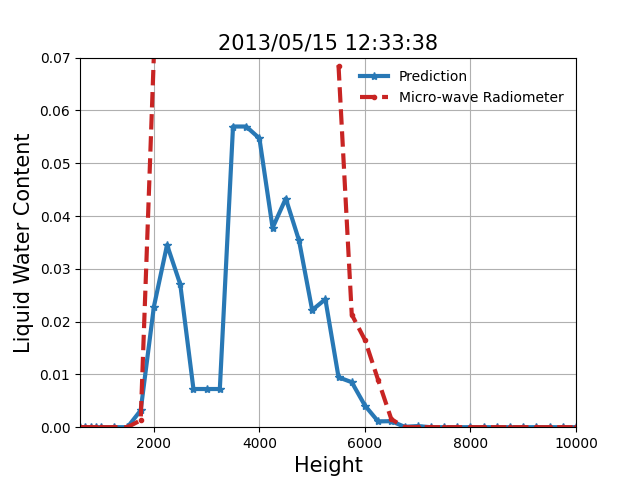 2013/05/15 12:33:38
0.07
0.06
0.05
0.04
0.03
0.02
0.01
0.00
Liquid Water Content
Prediction
Micro-wave Radiometer
2000 4000 6000 8000 10000
Height